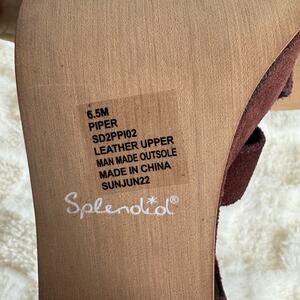 6.5M
PIPER
SD2PPI02
LEATHER UPPER
MAN MADE OUTSOLE
MADE IN CHINA
SUNJUN22
Splendid®